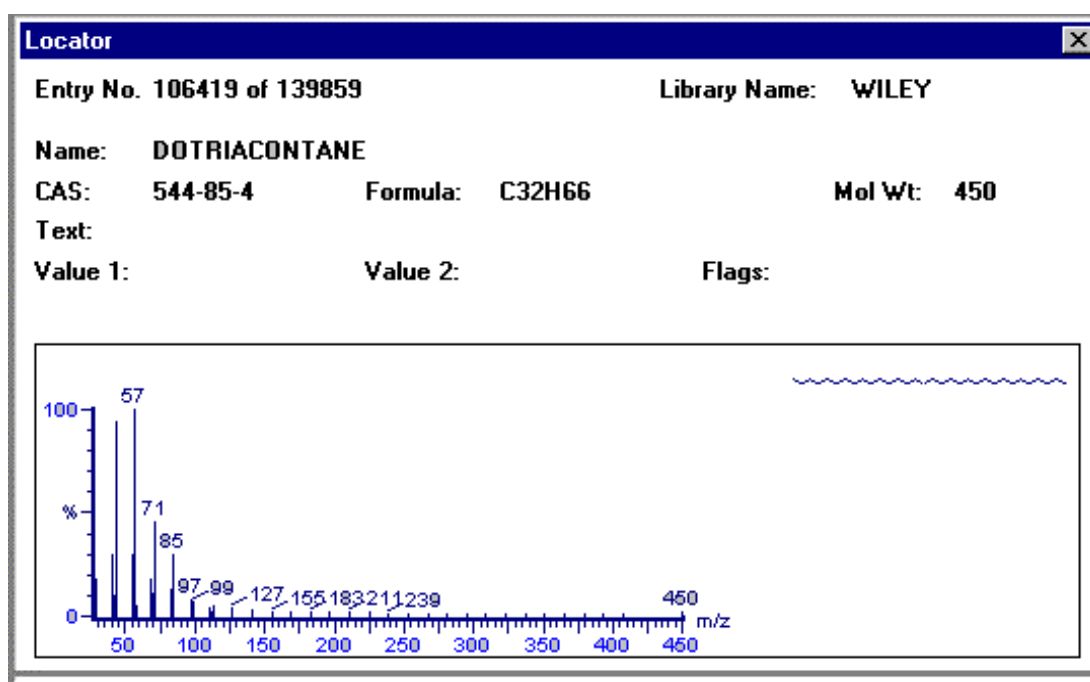 Locator
Entry No. 106419 of 139859 Library Name: WILEY
Name: DOTRIACONTANE
CAS: 544-85-4 Formula: C32H66 Mol Wt: 450
Text:
Value 1: Value 2: Flags:
57
100
71
%
85
97 99 127 155 183 211 239 450
0
m/z
50 100 150 200 250 300 350 400 450